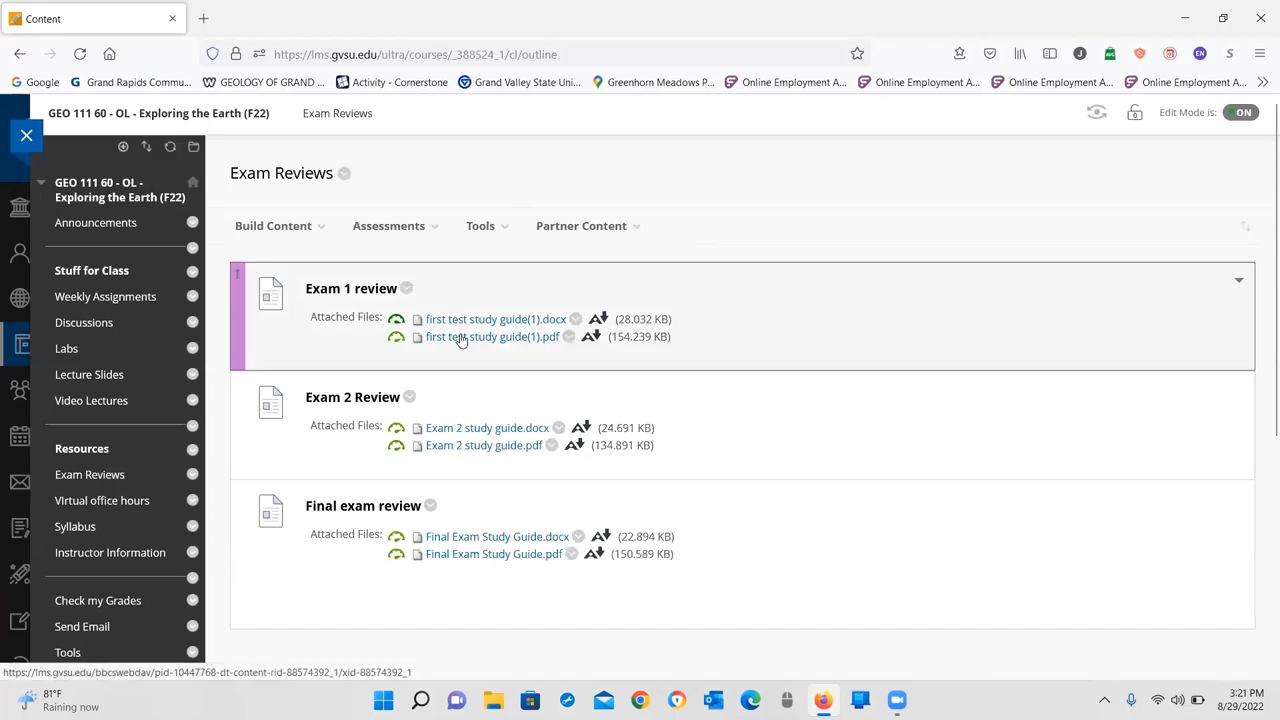 Content
https://lms.gvsu.edu/ultra/courses/_388524_1/cl/outline
J
AVG
EN
S
Google
Grand Rapids Commu...
GEOLOGY OF GRAND ...
Activity - Cornerstone
Grand Valley State Uni...
Greenhorn Meadows P...
Online Employment A...
Online Employment A...
Online Employment A...
Online Employment A...
GEO 111 60 - OL - Exploring the Earth (F22)
Exam Reviews
Edit Mode is:
ON
GEO 111 60 - OL -
Exploring the Earth (F22)
Announcements
Stuff for Class
Weekly Assignments
Discussions
Labs
Lecture Slides
Video Lectures
Resources
Exam Reviews
VIrtual office hours
Syllabus
Instructor Information
Check my Grades
Send Email
Tools
Exam Reviews
Build Content
Assessments
Tools
Partner Content
Exam 1 review
Attached Files:
first test study guide(1).docx
(28.032 KB)
first test study guide(1).pdf
(154.239 KB)
Exam 2 Review
Attached Files:
Exam 2 study guide.docx
(24.691 KB)
Exam 2 study guide.pdf
(134.891 KB)
Final exam review
Attached Files:
Final Exam Study Guide.docx
(22.894 KB)
Final Exam Study Guide.pdf
(150.589 KB)
https://lms.gvsu.edu/bbcswebdav/pid-10447768-dt-content-rid-88574392_1/xid-88574392_1
81°F
Raining now
3:21 PM
8/29/2022